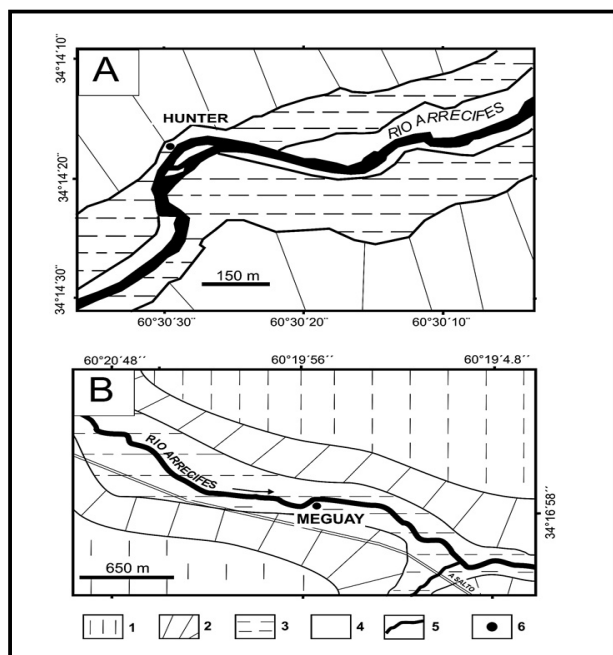 34°14´10¨
A
HUNTER
RIO ARRECIFES
34°14´20¨
34°14´30¨
150 m
60°30´30¨ 60°30´20¨ 60°30´10¨
60°20´48´´ 60°19´56´´ 60°19´4.8´´
B
RIO ARRECIFES
MEGUAY
34°16´58¨
A SALTO
650 m
1 2 3 4 5 6